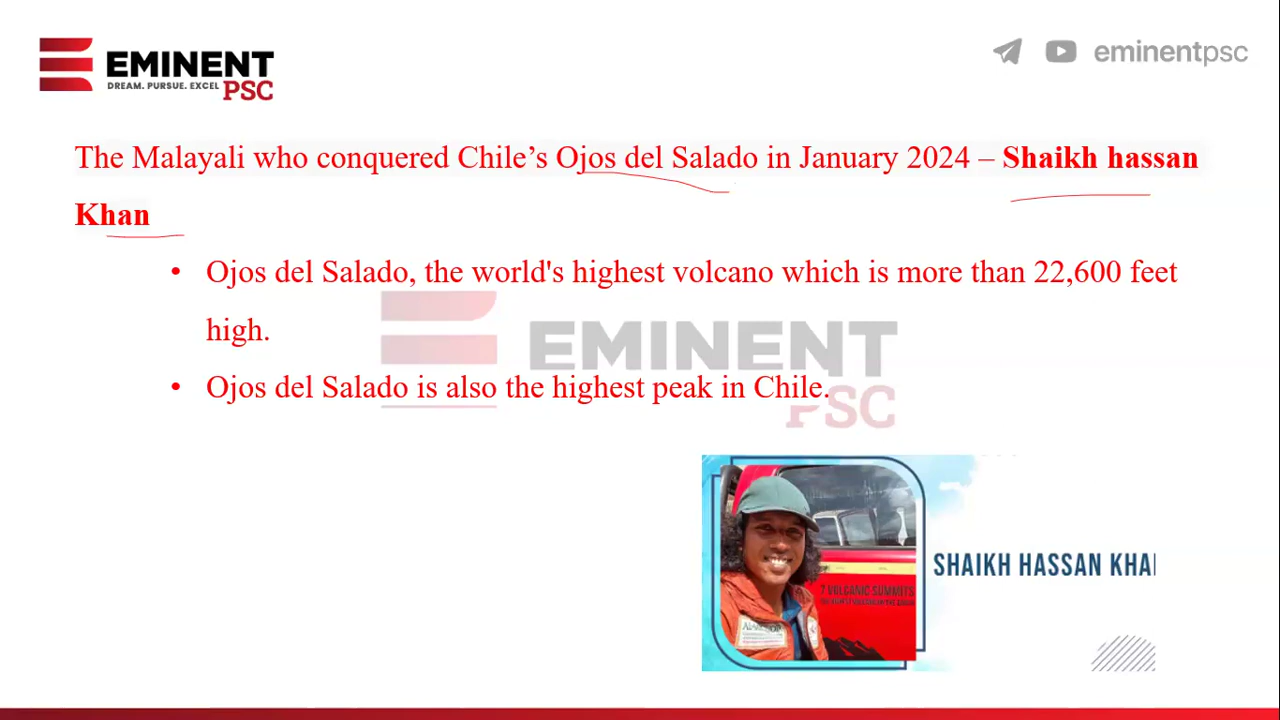 EMINENT
DREAM. PURSUE. EXCEL
PSC
eminentpsc
The Malayali who conquered Chile’s Ojos del Salado in January 2024 – Shaikh hassan
Khan
• Ojos del Salado, the world's highest volcano which is more than 22,600 feet
high.
• Ojos del Salado is also the highest peak in Chile.
EMINENT
PSC
7 VOLCANIC SUMMITS
SHAIKH HASSAN KHA